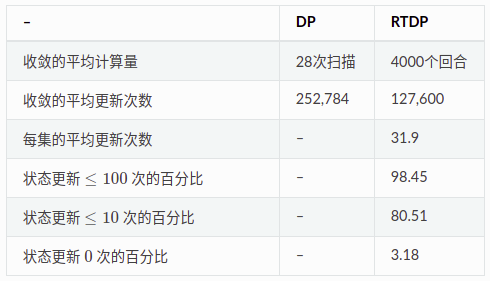 – DP RTDP
收敛的平均计算量 28次扫描 4000个回合
收敛的平均更新次数 252,784 127,600
每集的平均更新次数 – 31.9
状态更新 ≤ 100 次的百分比 – 98.45
状态更新 ≤ 10 次的百分比 – 80.51
状态更新 0 次的百分比 – 3.18